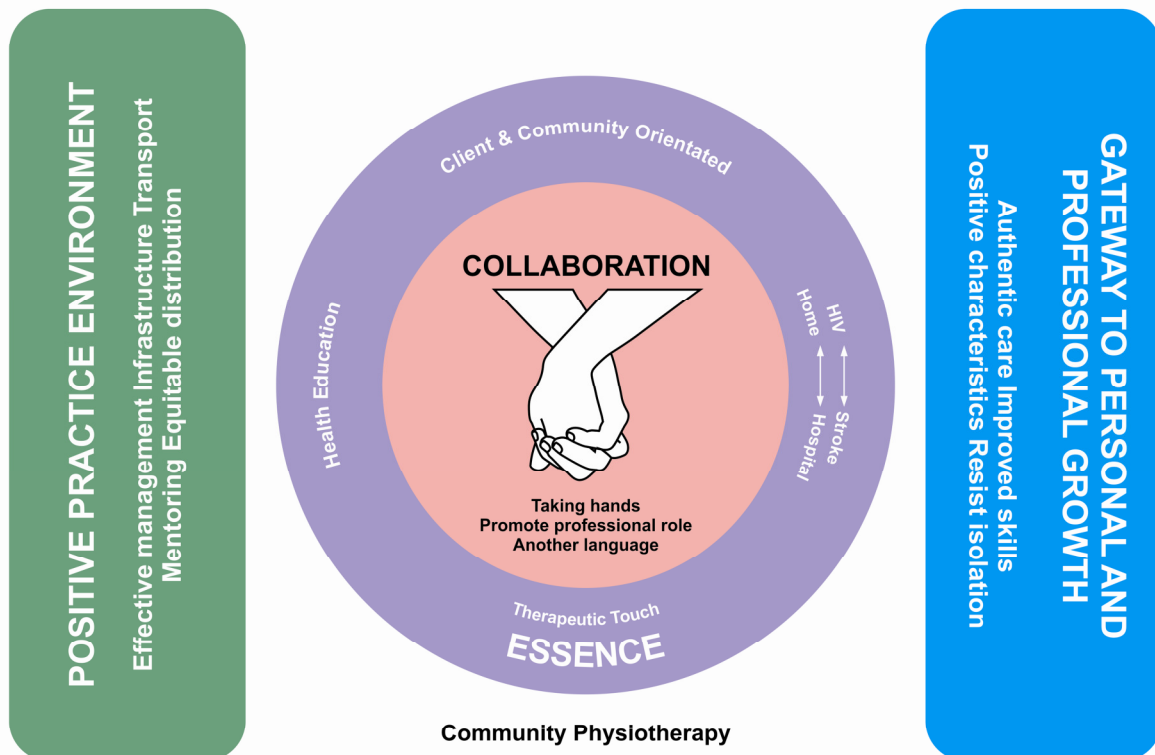 POSITIVE PRACTICE ENVIRONMENT
Effective management Infrastructure Transport
Mentoring Equitable distribution
Client & Community Orientated
Health Education
COLLABORATION
Taking hands
Promote professional role
Another language
HIV Stroke
Home Hospital
Therapeutic Touch
ESSENCE
Community Physiotherapy
GATEWAY TO PERSONAL AND
PROFESSIONAL GROWTH
Authentic care Improved skills
Positive characteristics Resist isolation